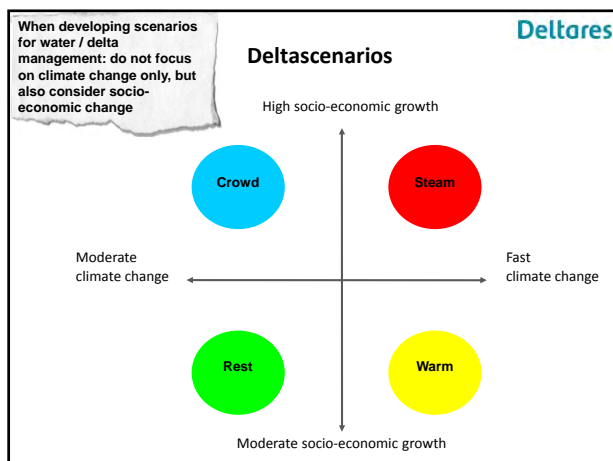 When developing scenarios
for water / delta
management: do not focus
on climate change only, but
also consider socio-
economic change
Deltares
Deltascenarios
High socio-economic growth
Crowd
Steam
Moderate
climate change
Fast
climate change
Rest
Warm
Moderate socio-economic growth